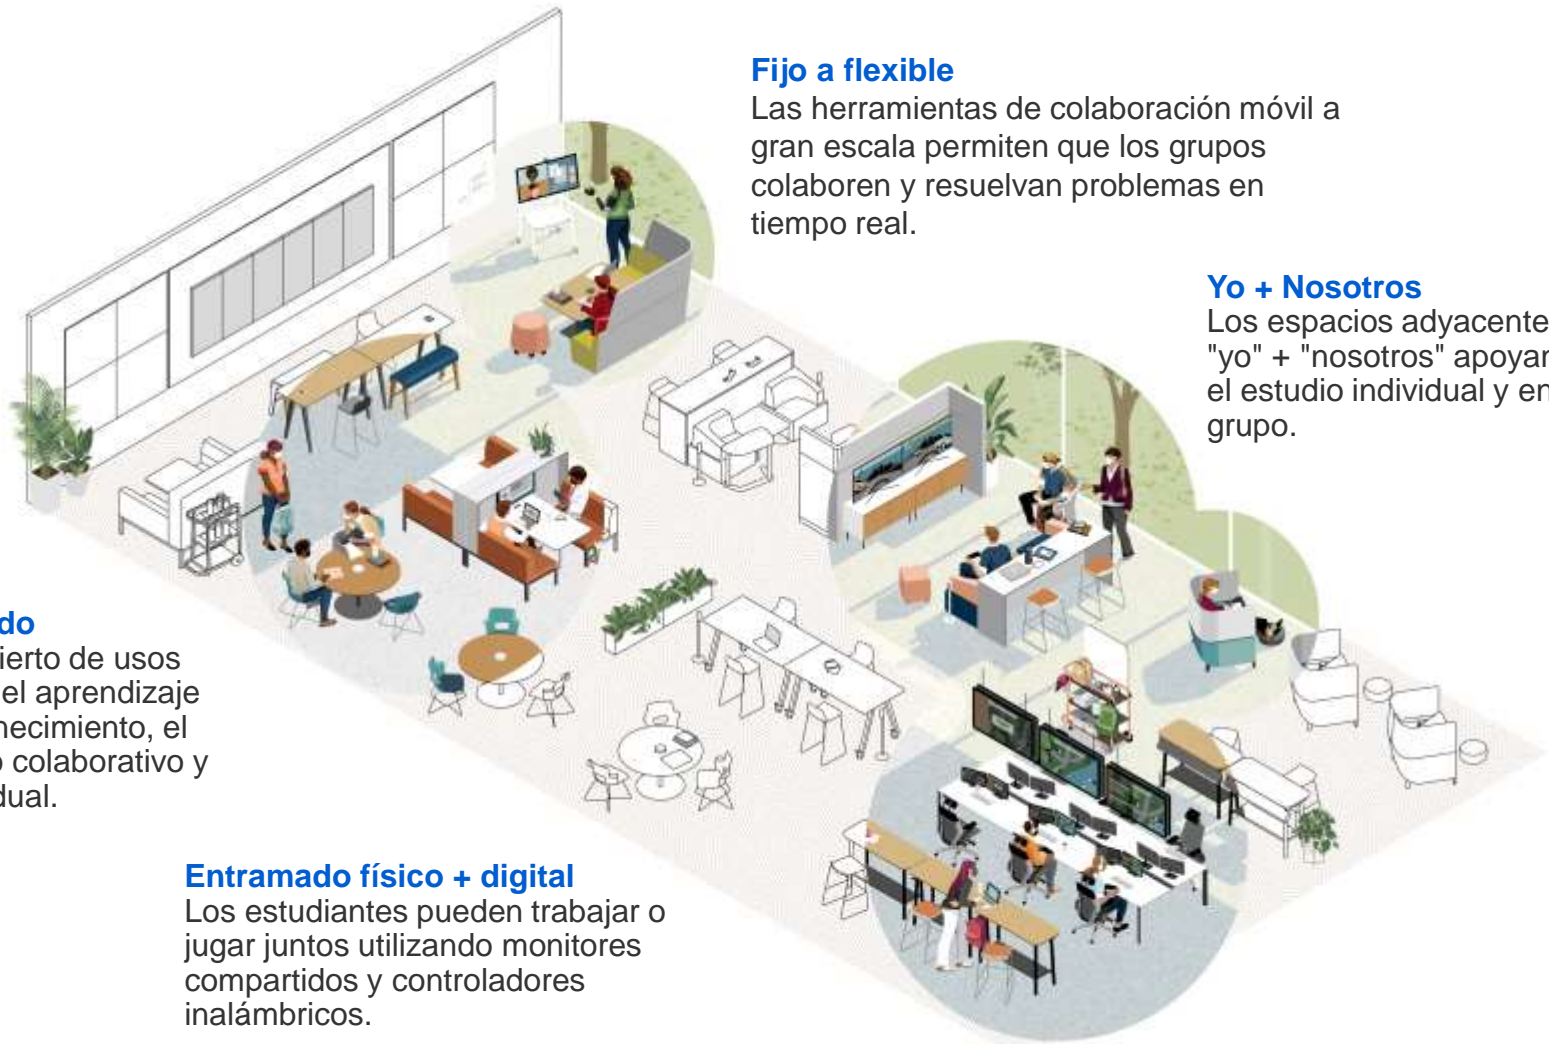 Fijo a flexible
Las herramientas de colaboración móvil a
gran escala permiten que los grupos
colaboren y resuelvan problemas en
tiempo real.
Yo + Nosotros
Los espacios adyacente
"yo" + "nosotros" apoyan
el estudio individual y en
grupo.
do
ierto de usos
el aprendizaje
necimiento, el
o colaborativo y
dual.
Entramado físico + digital
Los estudiantes pueden trabajar o
jugar juntos utilizando monitores
compartidos y controladores
inalámbricos.